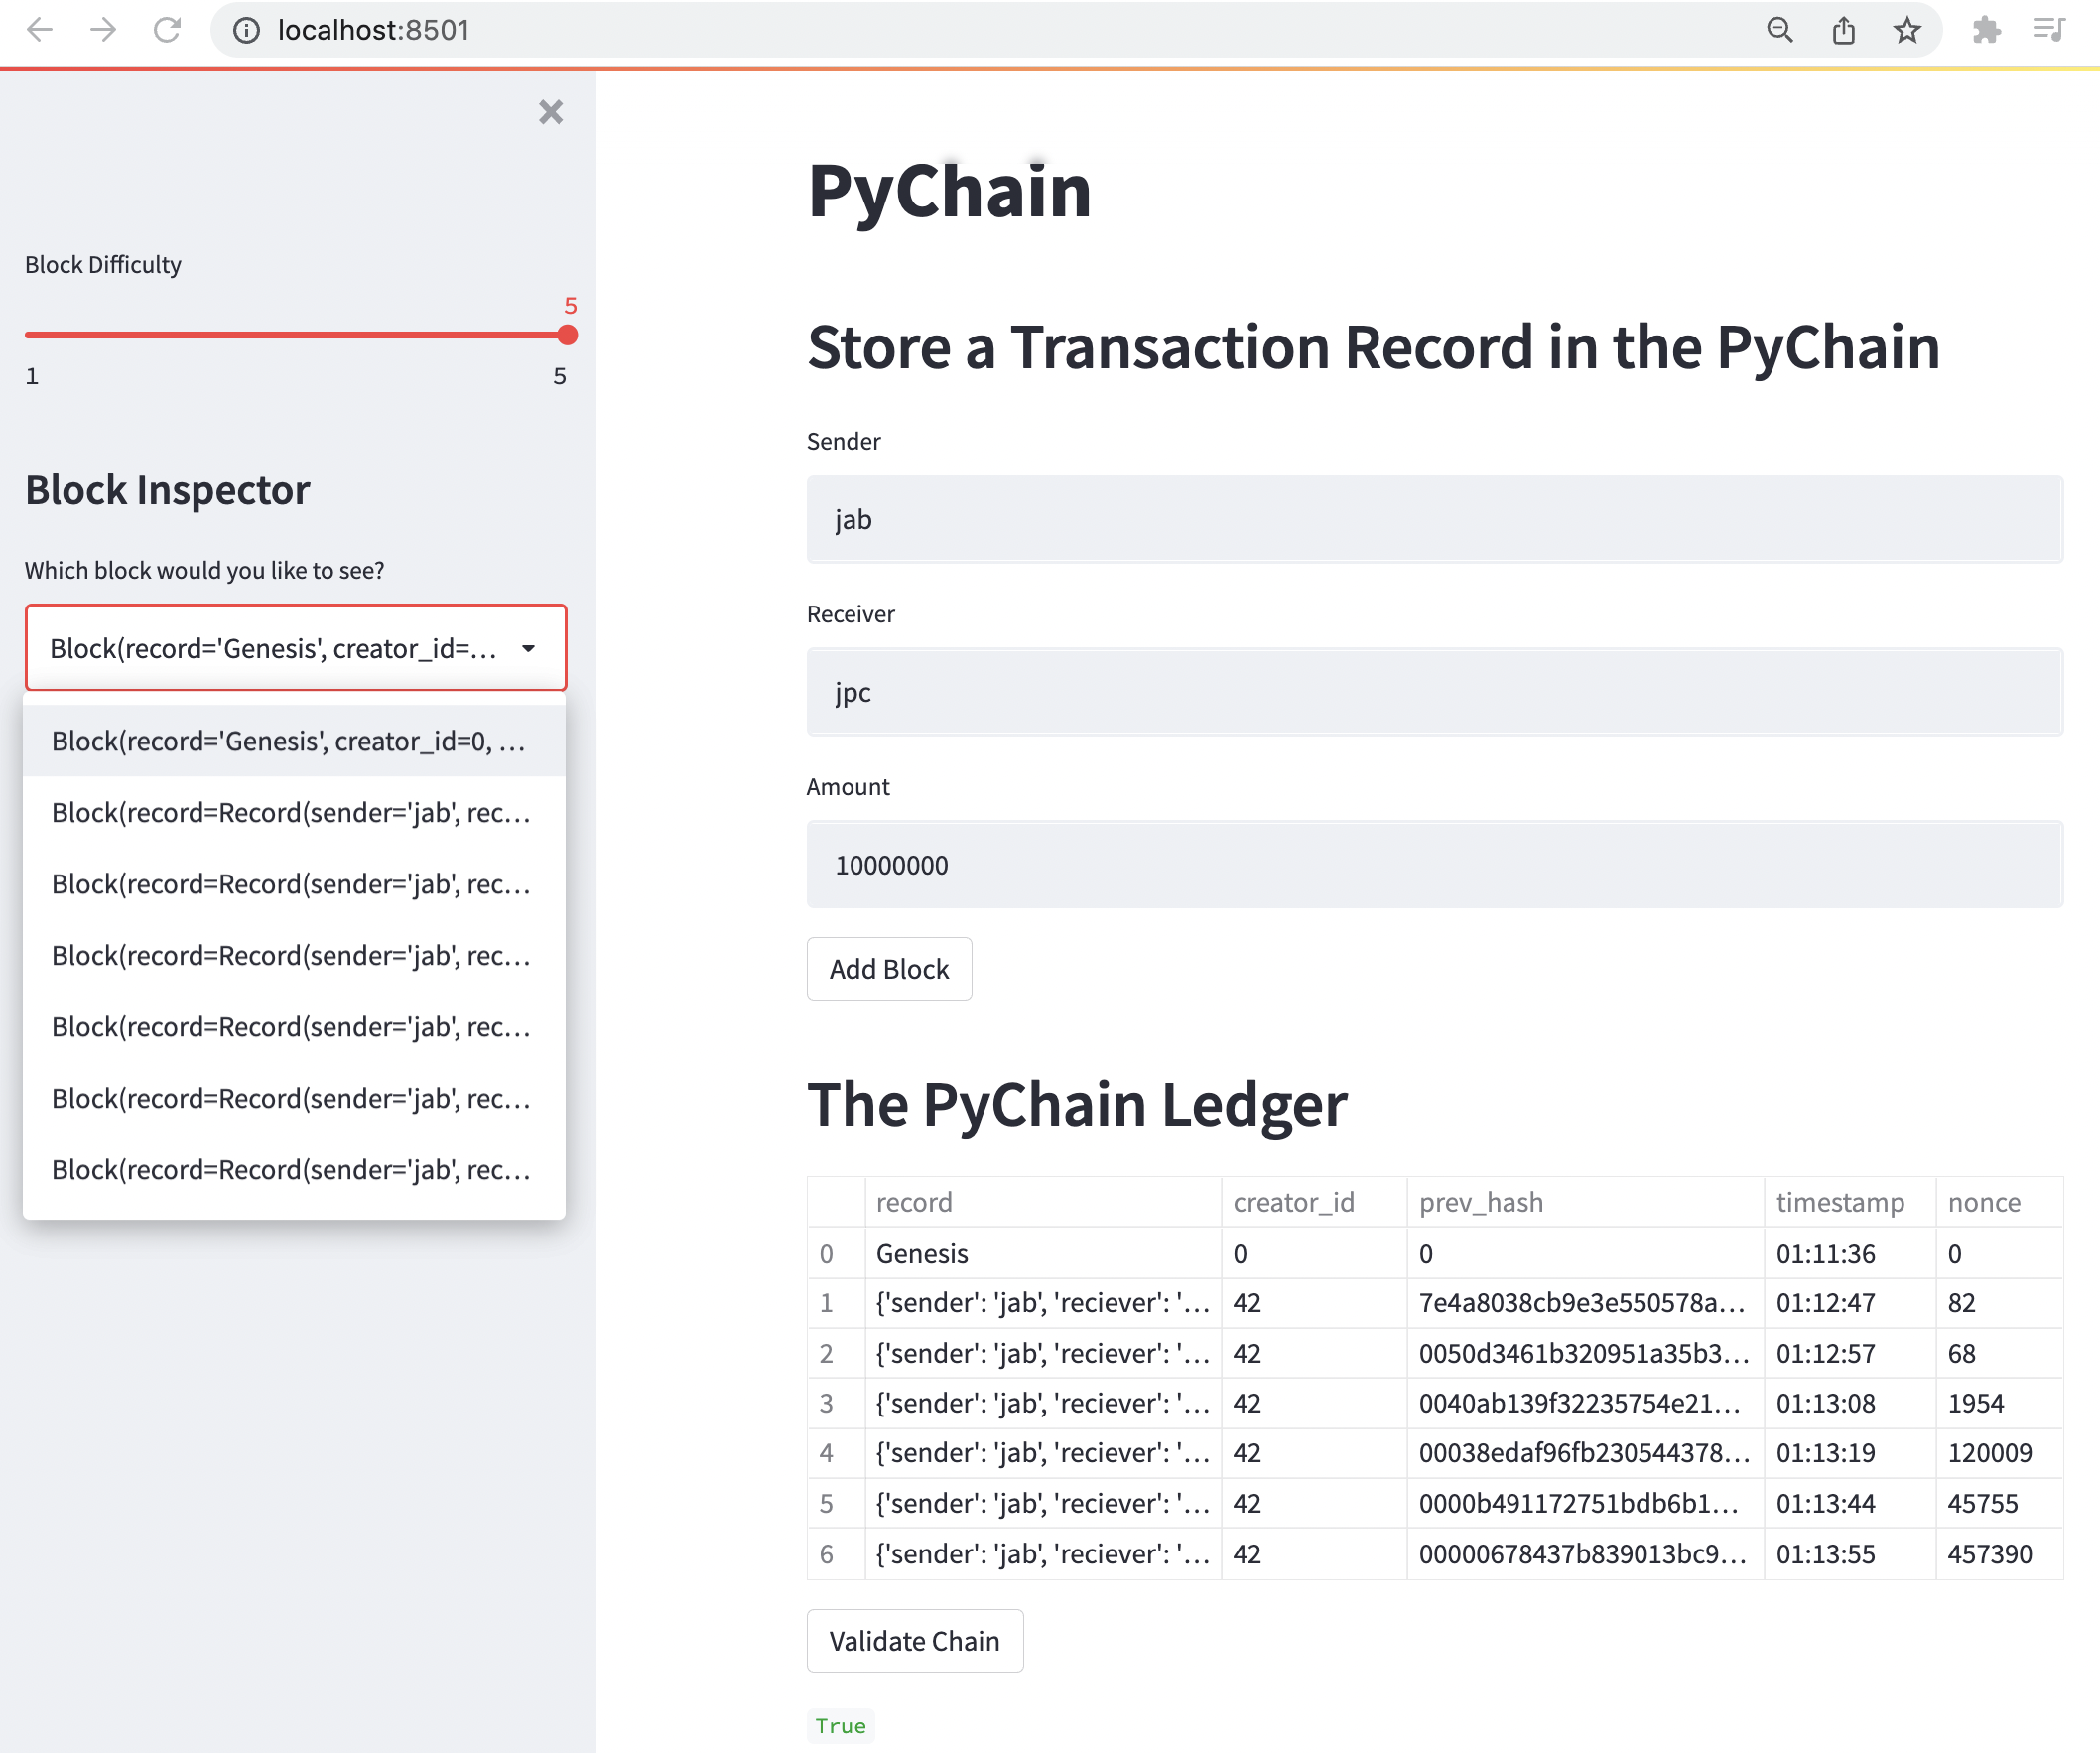 localhost:8501
Block Difficulty
5
1 5
Block Inspector
Which block would you like to see?
Block(record='Genesis', creator_id=...
Block(record='Genesis', creator_id=0, ...
Block(record=Record(sender='jab', rec...
Block(record=Record(sender='jab', rec...
Block(record=Record(sender='jab', rec...
Block(record=Record(sender='jab', rec...
Block(record=Record(sender='jab', rec...
Block(record=Record(sender='jab', rec...
PyChain
Store a Transaction Record in the PyChain
Sender
jab
Receiver
jpc
Amount
10000000
Add Block
The PyChain Ledger
record creator_id prev_hash timestamp nonce
0 Genesis 0 0 01:11:36 0
1 {'sender': 'jab', 'reciever': '... 42 7e4a8038cb9e3e550578a... 01:12:47 82
2 {'sender': 'jab', 'reciever': '... 42 0050d3461b320951a35b3... 01:12:57 68
3 {'sender': 'jab', 'reciever': '... 42 0040ab139f32235754e21... 01:13:08 1954
4 {'sender': 'jab', 'reciever': '... 42 00038edaf96fb230544378... 01:13:19 120009
5 {'sender': 'jab', 'reciever': '... 42 0000b491172751bdb6b1... 01:13:44 45755
6 {'sender': 'jab', 'reciever': '... 42 00000678437b839013bc9... 01:13:55 457390
Validate Chain
True